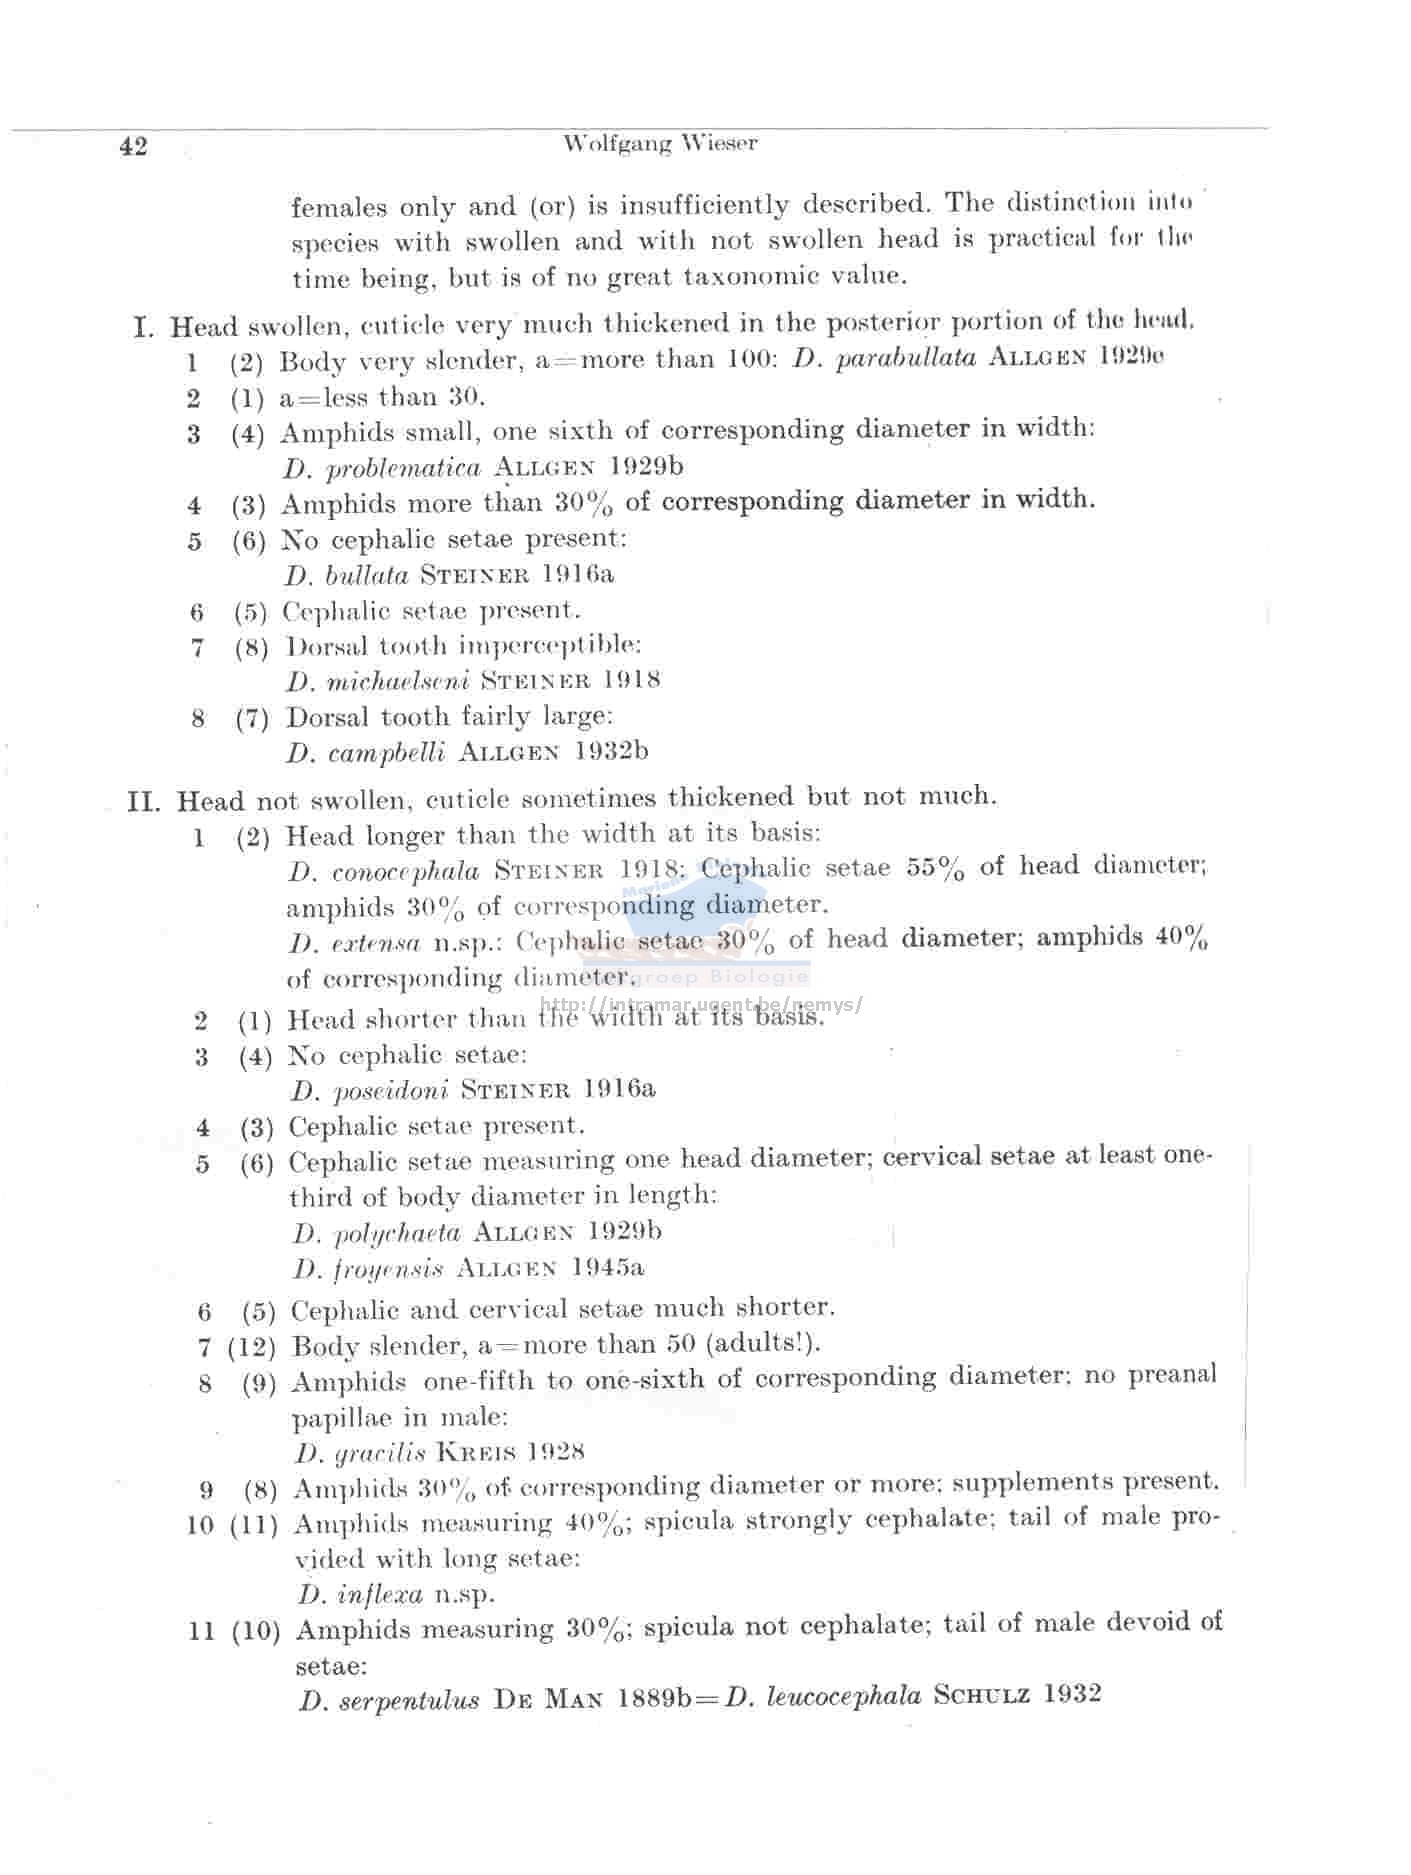 42
Wolfgang Wieser
females only and (or) is insufficiently described. The distinction into
species with swollen and with not swollen head is practical for the
time being, but is of no great taxonomic value.
I. Head swollen, cuticle very much thickened in the posterior portion of the head.
1 (2) Body very slender, a=more than 100: D. parabullata ALLGEN 1929c
2 (1) a=less than 30.
3 (4) Amphids small, one sixth of corresponding diameter in width:
D. problematica ALLGEN 1929b
4 (3) Amphids more than 30% of corresponding diameter in width.
5 (6) No cephalic setae present:
D. bullata STEINER 1916a
6 (5) Cephalic setae present.
7 (8) Dorsal tooth imperceptible:
D. michaelseni STEINER 1918
8 (7) Dorsal tooth fairly large:
D. campbelli ALLGEN 1932b
II. Head not swollen, cuticle sometimes thickened but not much.
1 (2) Head longer than the width at its basis:
D. conocephala STEINER 1918: Cephalic setae 55% of head diameter;
amphids 30% of corresponding diameter.
D. extensa n.sp.: Cephalic setae 30% of head diameter; amphids 40%
of corresponding diameter.
groep Biologie
http://intramar.ugent.be/nemys/
2 (1) Head shorter than the width at its basis.
3 (4) No cephalic setae:
D. poseidoni STEINER 1916a
4 (3) Cephalic setae present.
5 (6) Cephalic setae measuring one head diameter; cervical setae at least one-
third of body diameter in length:
D. polychaeta ALLGEN 1929b
D. froyensis ALLGEN 1945a
6 (5) Cephalic and cervical setae much shorter.
7 (12) Body slender, a=more than 50 (adults!).
8 (9) Amphids one-fifth to one-sixth of corresponding diameter; no preanal
papillae in male:
D. gracilis KREIS 1928
9 (8) Amphids 30% of corresponding diameter or more; supplements present.
10 (11) Amphids measuring 40%; spicula strongly cephalate; tail of male pro-
vided with long setae:
D. inflexa n.sp.
11 (10) Amphids measuring 30%; spicula not cephalate; tail of male devoid of
setae:
D. serpentulus DE MAN 1889b=D. leucocephala SCHULZ 1932